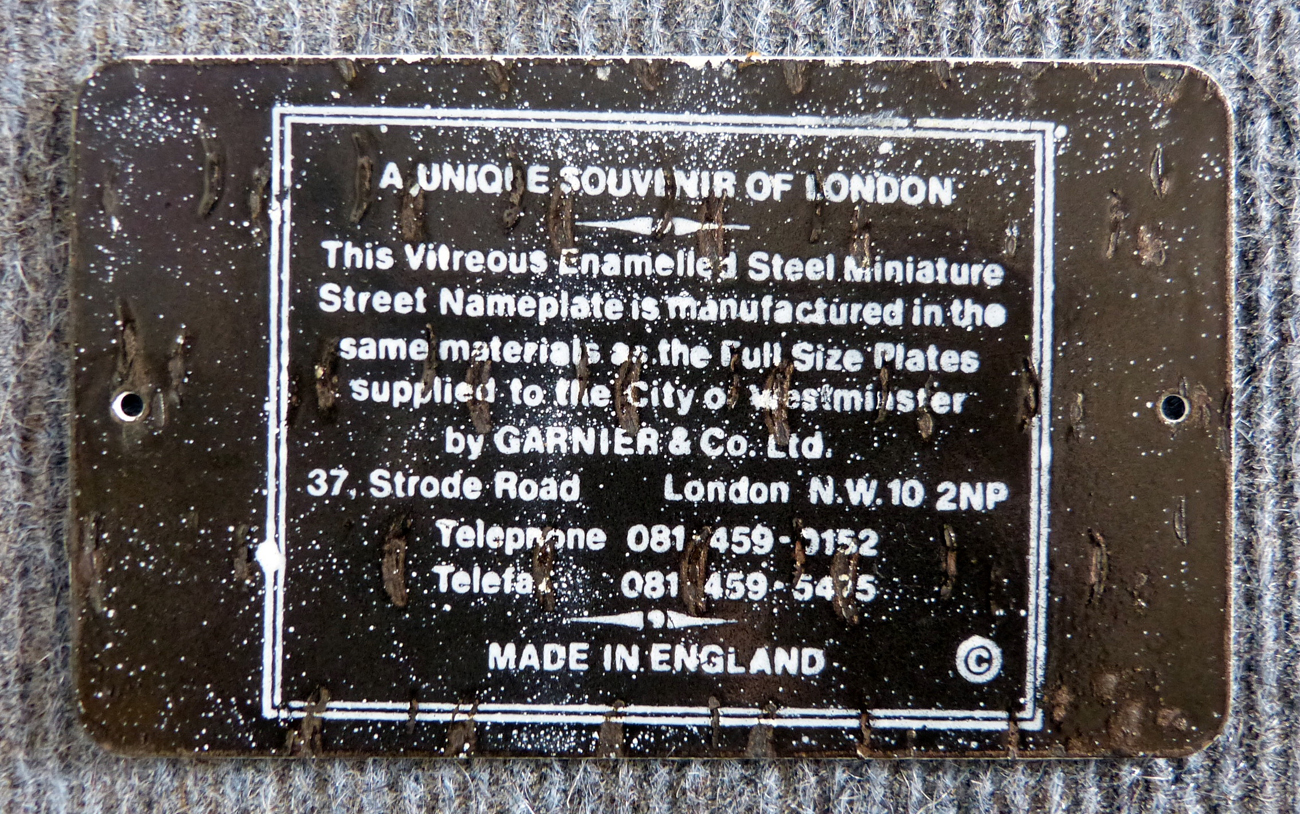 A UNIQUE SOUVENIR OF LONDON
This Vitreous Enamelled Steel Miniature
Street Nameplate is manufactured in the
same materials as the Full Size Plates
supplied to the City of Westminster
by GARNIER & Co. Ltd.
37, Strode Road London N.W.10 2NP
Telephone 081-459-0152
Telefax 081-459-
MADE IN ENGLAND
©